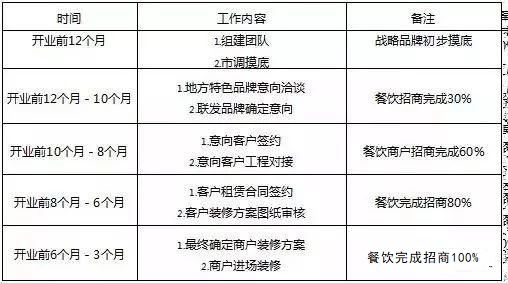 时间 工作内容 备注
开业前12个月 1.组建团队 战略品牌初步摸底
2.市调摸底
开业前12个月 - 10个月 1.地方特色品牌意向洽谈 餐饮招商完成30%
2.联发品牌确定意向
开业前10个月 - 8个月 1.意向客户签约 餐饮商户招商完成60%
2.意向客户工程对接
开业前8个月 - 6个月 1.客户租赁合同签约 餐饮完成招商80%
2.客户装修方案图纸审核
开业前6个月 - 3个月 1.最终确定商户装修方案 餐饮完成招商100%
2.商户进场装修